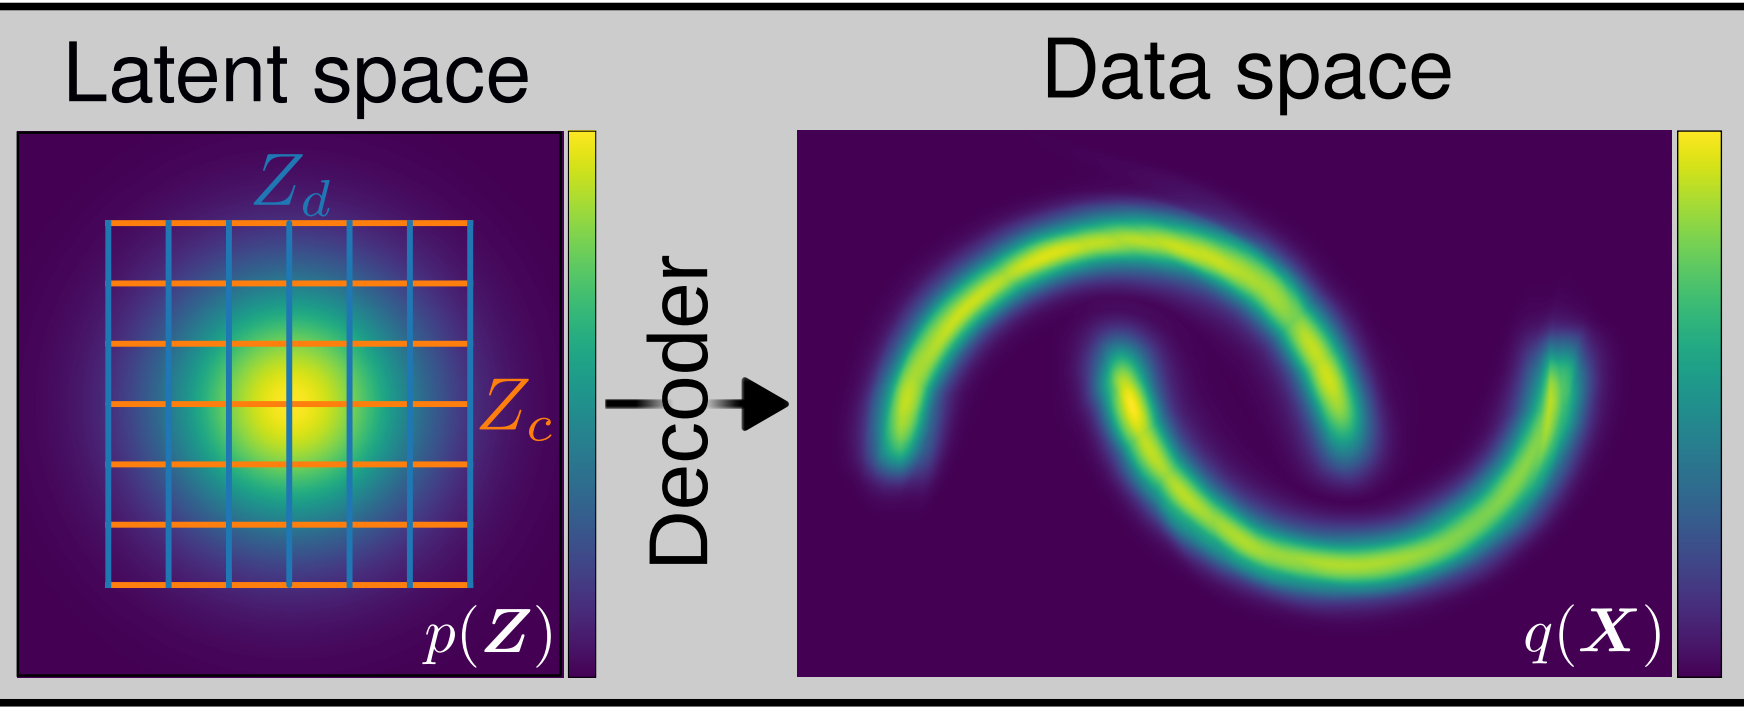 Latent space
Data space
Z_d
Z_c
p(Z)
Decoder
q(X)